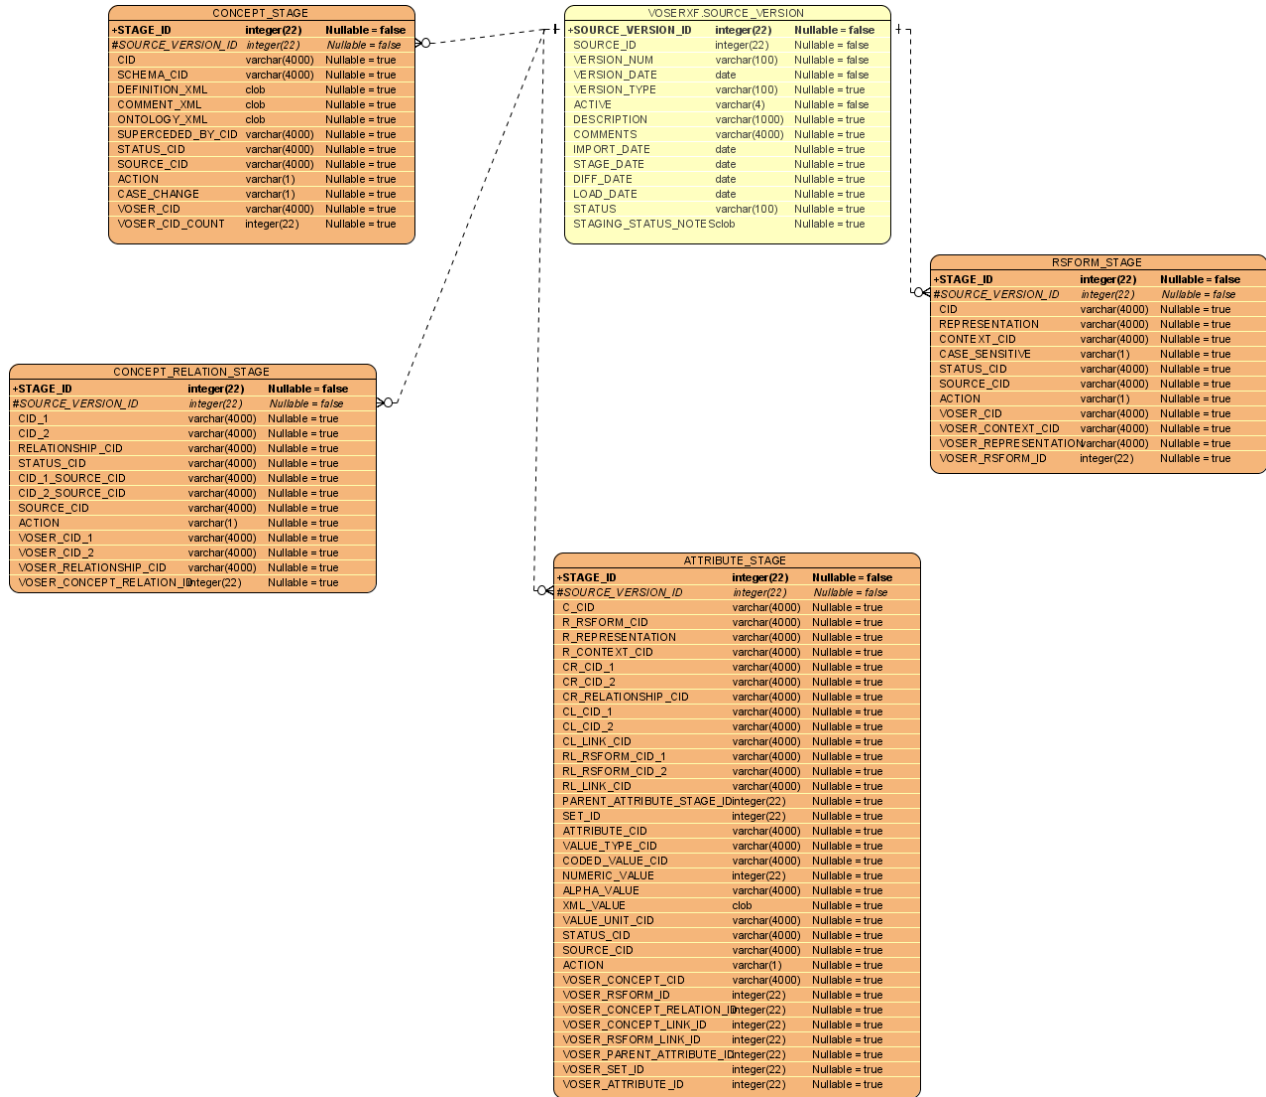 CONCEPT_STAGE
+STAGE_ID integer(22) Nullable = false
#SOURCE_VERSION_ID integer(22) Nullable = false
CID varchar(4000) Nullable = true
SCHEMA_CID varchar(4000) Nullable = true
DEFINITION_XML clob Nullable = true
COMMENT_XML clob Nullable = true
ONTOLOGY_XML clob Nullable = true
SUPERCEDED_BY_CID varchar(4000) Nullable = true
STATUS_CID varchar(4000) Nullable = true
SOURCE_CID varchar(4000) Nullable = true
ACTION varchar(1) Nullable = true
CASE_CHANGE varchar(1) Nullable = true
VOSER_CID varchar(4000) Nullable = true
VOSER_CID_COUNT integer(22) Nullable = true
VOSERXF.SOURCE_VERSION
+SOURCE_VERSION_ID integer(22) Nullable = false
SOURCE_ID integer(22) Nullable = false
VERSION_NUM varchar(100) Nullable = false
VERSION_DATE date Nullable = false
VERSION_TYPE varchar(100) Nullable = true
ACTIVE varchar(4) Nullable = false
DESCRIPTION varchar(1000) Nullable = true
COMMENTS varchar(4000) Nullable = true
IMPORT_DATE date Nullable = true
STAGE_DATE date Nullable = true
DIFF_DATE date Nullable = true
LOAD_DATE date Nullable = true
STATUS varchar(100) Nullable = true
STAGING_STATUS_NOTES clob Nullable = true
RSFORM_STAGE
+STAGE_ID integer(22) Nullable = false
#SOURCE_VERSION_ID integer(22) Nullable = false
CID varchar(4000) Nullable = true
REPRESENTATION varchar(4000) Nullable = true
CONTEXT_CID varchar(4000) Nullable = true
CASE_SENSITIVE varchar(1) Nullable = true
STATUS_CID varchar(4000) Nullable = true
SOURCE_CID varchar(4000) Nullable = true
ACTION varchar(1) Nullable = true
VOSER_CID varchar(4000) Nullable = true
VOSER_CONTEXT_CID varchar(4000) Nullable = true
VOSER_REPRESENTATION varchar(4000) Nullable = true
VOSER_RSFORM_ID integer(22) Nullable = true
CONCEPT_RELATION_STAGE
+STAGE_ID integer(22) Nullable = false
#SOURCE_VERSION_ID integer(22) Nullable = false
CID_1 varchar(4000) Nullable = true
CID_2 varchar(4000) Nullable = true
RELATIONSHIP_CID varchar(4000) Nullable = true
STATUS_CID varchar(4000) Nullable = true
CID_1_SOURCE_CID varchar(4000) Nullable = true
CID_2_SOURCE_CID varchar(4000) Nullable = true
SOURCE_CID varchar(4000) Nullable = true
ACTION varchar(1) Nullable = true
VOSER_CID_1 varchar(4000) Nullable = true
VOSER_CID_2 varchar(4000) Nullable = true
VOSER_RELATIONSHIP_CID varchar(4000) Nullable = true
VOSER_CONCEPT_RELATION_ID integer(22) Nullable = true
ATTRIBUTE_STAGE
+STAGE_ID integer(22) Nullable = false
#SOURCE_VERSION_ID integer(22) Nullable = false
C_CID varchar(4000) Nullable = true
R_RSFORM_CID varchar(4000) Nullable = true
R_REPRESENTATION varchar(4000) Nullable = true
R_CONTEXT_CID varchar(4000) Nullable = true
CR_CID_1 varchar(4000) Nullable = true
CR_CID_2 varchar(4000) Nullable = true
CR_RELATIONSHIP_CID varchar(4000) Nullable = true
CL_CID_1 varchar(4000) Nullable = true
CL_CID_2 varchar(4000) Nullable = true
CL_LINK_CID varchar(4000) Nullable = true
RL_RSFORM_CID_1 varchar(4000) Nullable = true
RL_RSFORM_CID_2 varchar(4000) Nullable = true
RL_LINK_CID varchar(4000) Nullable = true
PARENT_ATTRIBUTE_STAGE_ID integer(22) Nullable = true
SET_ID integer(22) Nullable = true
ATTRIBUTE_CID varchar(4000) Nullable = true
VALUE_TYPE_CID varchar(4000) Nullable = true
CODED_VALUE_CID varchar(4000) Nullable = true
NUMERIC_VALUE integer(22) Nullable = true
ALPHA_VALUE varchar(4000) Nullable = true
XML_VALUE clob Nullable = true
VALUE_UNIT_CID varchar(4000) Nullable = true
STATUS_CID varchar(4000) Nullable = true
SOURCE_CID varchar(4000) Nullable = true
ACTION varchar(1) Nullable = true
VOSER_CONCEPT_CID varchar(4000) Nullable = true
VOSER_RSFORM_ID integer(22) Nullable = true
VOSER_CONCEPT_RELATION_ID integer(22) Nullable = true
VOSER_CONCEPT_LINK_ID integer(22) Nullable = true
VOSER_RSFORM_LINK_ID integer(22) Nullable = true
VOSER_PARENT_ATTRIBUTE_ID integer(22) Nullable = true
VOSER_SET_ID integer(22) Nullable = true
VOSER_ATTRIBUTE_ID integer(22) Nullable = true